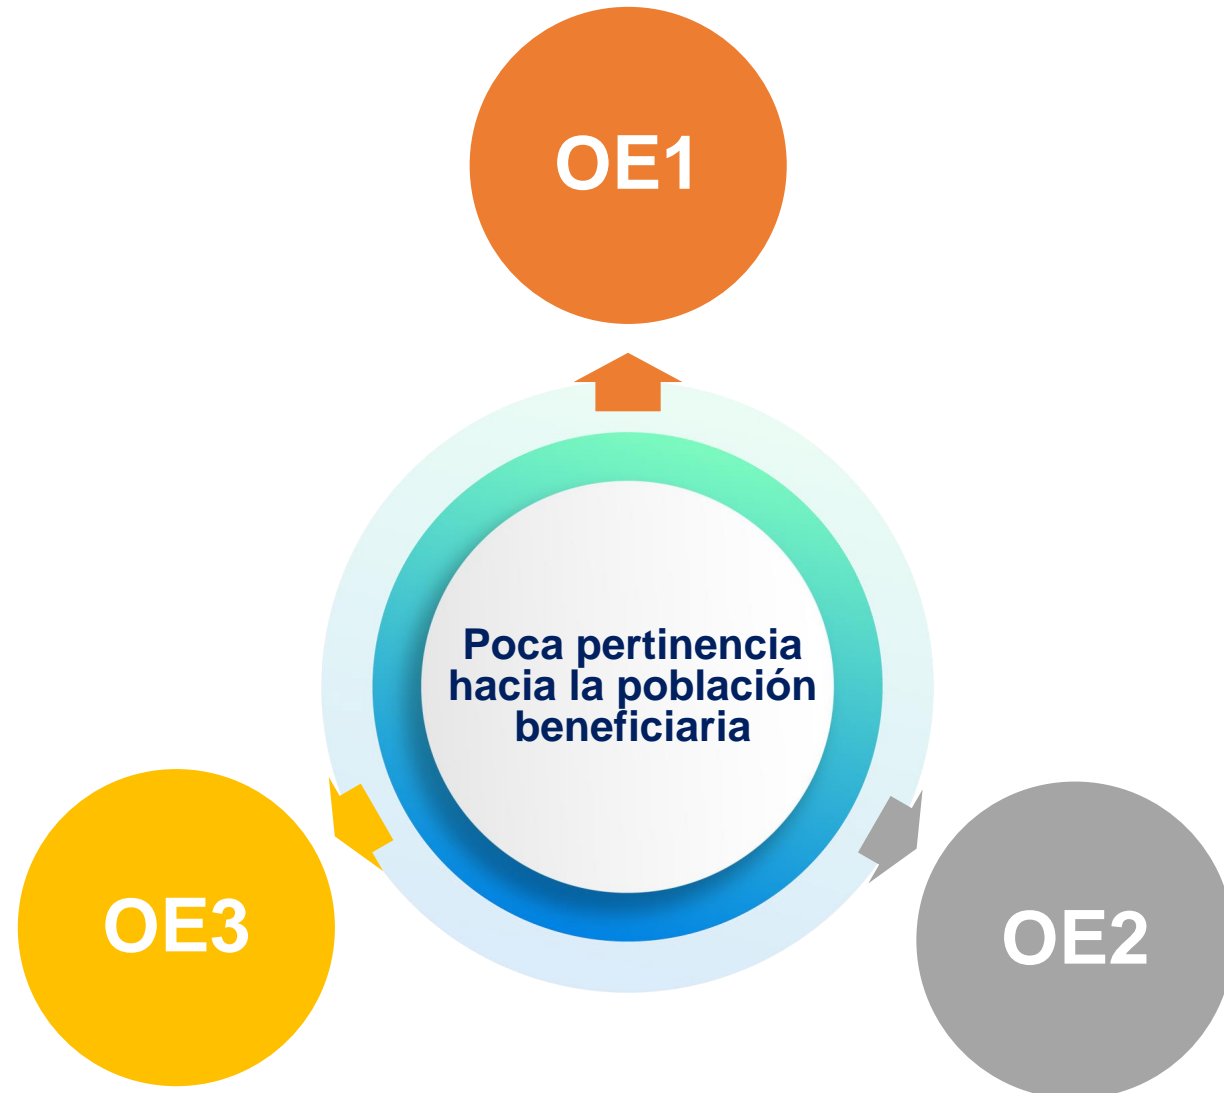 OE1
Poca pertinencia
hacia la población
beneficiaria
OE3
OE2